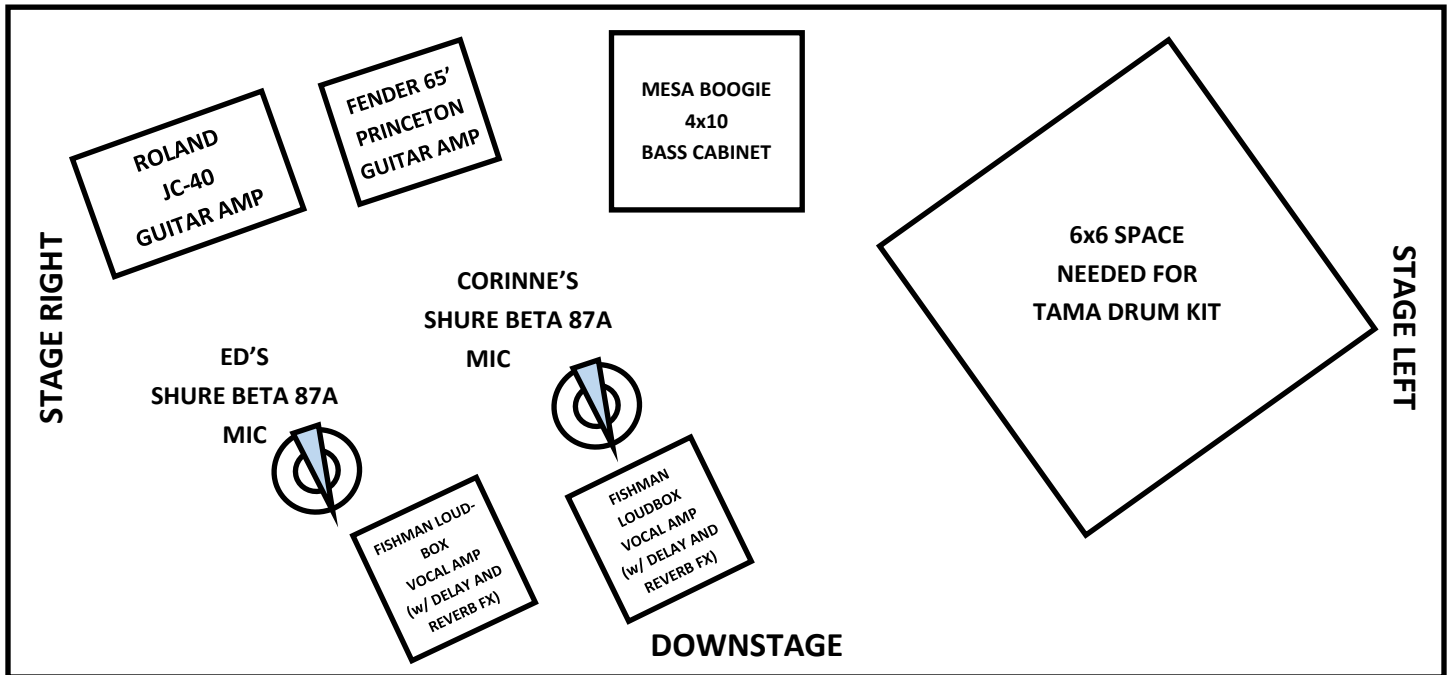 ROLAND
JC-40
GUITAR AMP
FENDER 65’
PRINCETON
GUITAR AMP
MESA BOOGIE
4x10
BASS CABINET
6x6 SPACE
NEEDED FOR
TAMA DRUM KIT
STAGE RIGHT
STAGE LEFT
CORINNE’S
SHURE BETA 87A
MIC
ED’S
SHURE BETA 87A
MIC
FISHMAN LOUD-
BOX
VOCAL AMP
(w/ DELAY AND
REVERB FX)
FISHMAN
LOUDBOX
VOCAL AMP
(w/ DELAY AND
REVERB FX)
DOWNSTAGE